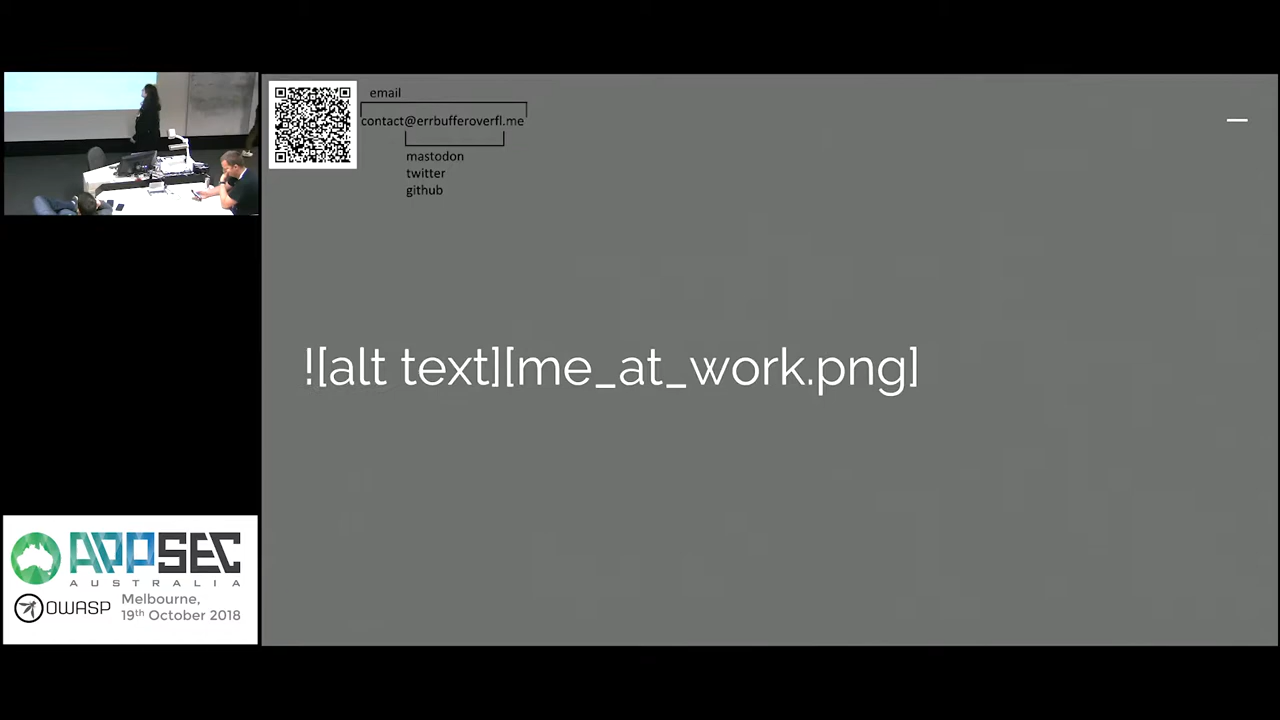 email
contact@errbufferoverfl.me
mastodon
twitter
github
![alt text][me_at_work.png]
APPSEC
AUSTRALIA
OWASP
Melbourne,
19th October 2018